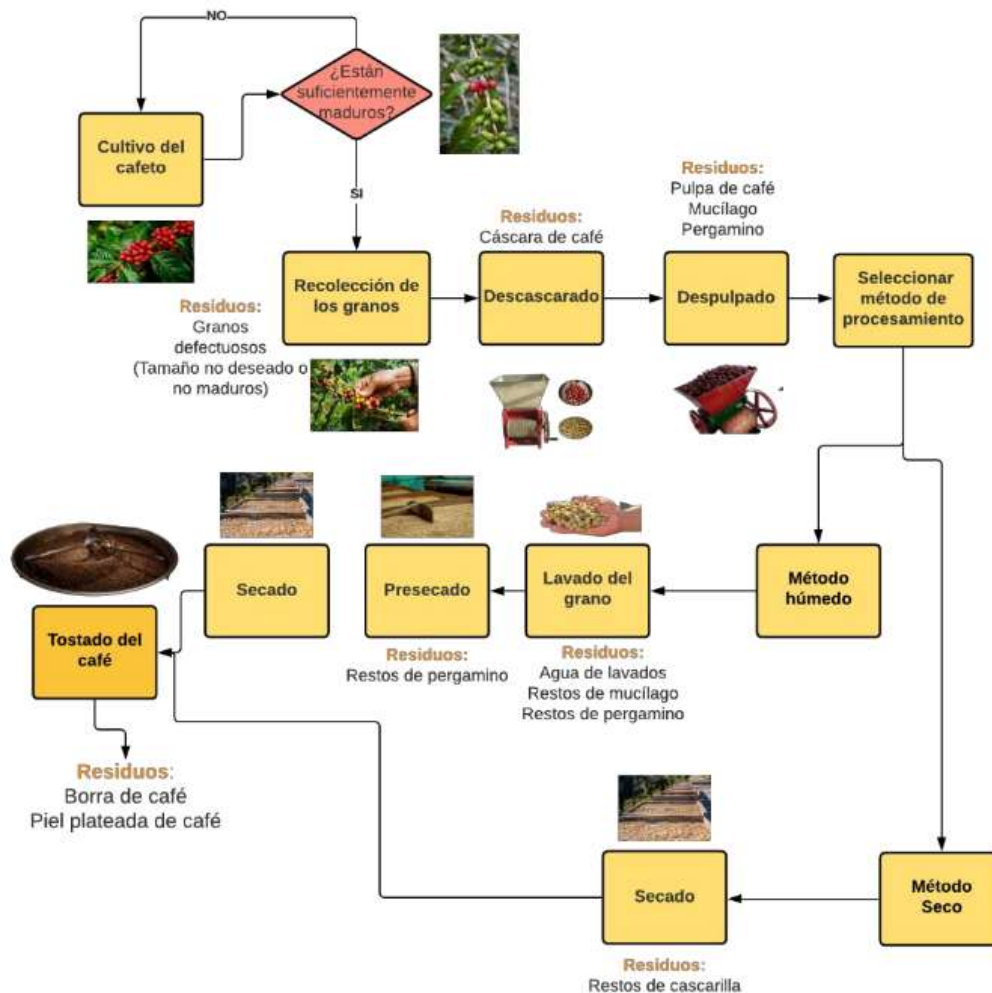 NO
¿Están
suficientemente
maduros?
Cultivo del
cafeto
SI
Residuos:
Pulpa de café
Mucílago
Pergamino
Residuos:
Cáscara de café
Recolección de
los granos
Descascarado
Despulpado
Seleccionar
método de
procesamiento
Residuos:
Granos
defectuosos
(Tamaño no deseado o
no maduros)
Secado
Presecado
Lavado del
grano
Método
húmedo
Tostado del
café
Residuos:
Restos de pergamino
Residuos:
Agua de lavados
Restos de mucílago
Restos de pergamino
Residuos:
Borra de café
Piel plateada de café
Secado
Método
Seco
Residuos:
Restos de cascarilla